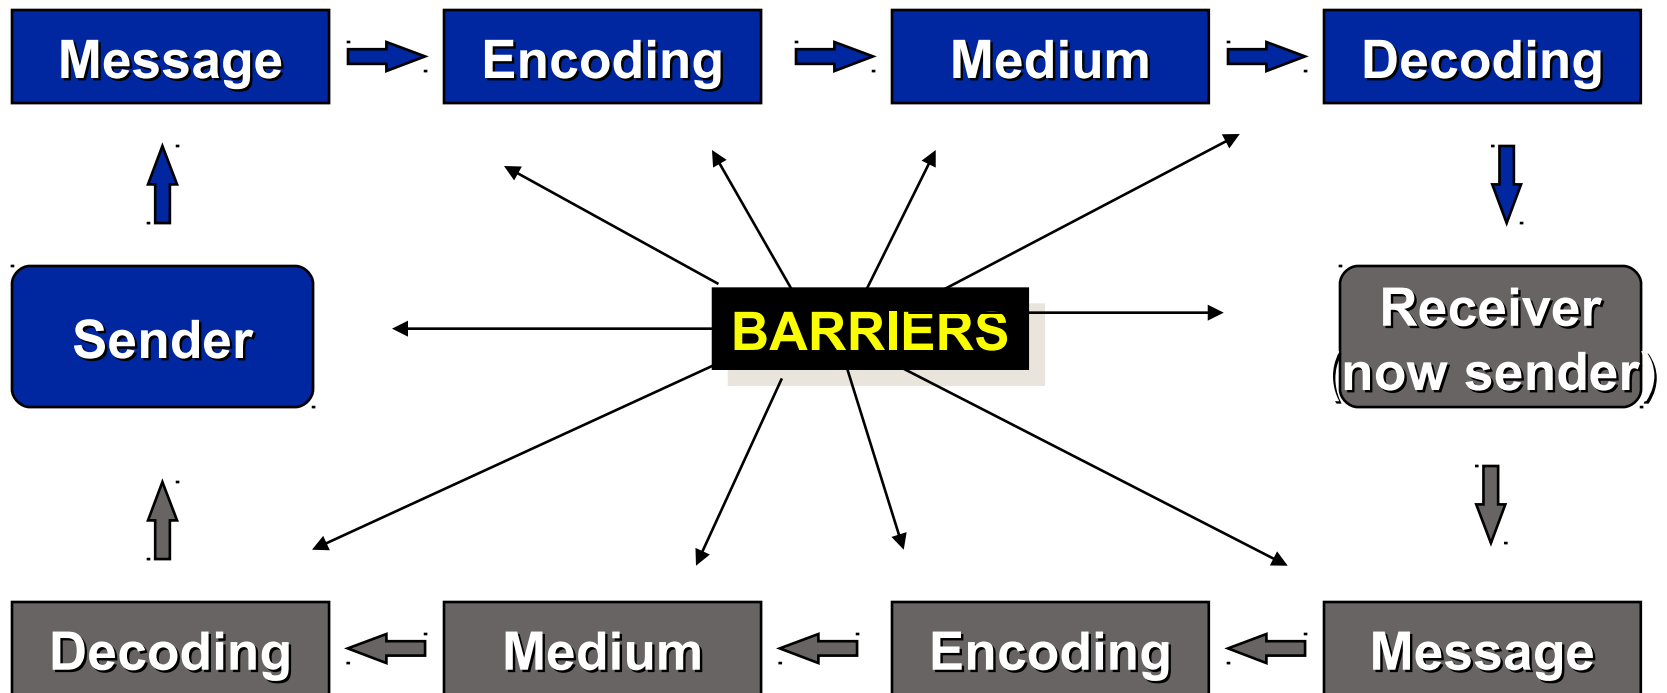 Message
Encoding
Medium
Decoding
Sender
BARRIERS
Receiver
(now sender)
Decoding
Medium
Encoding
Message